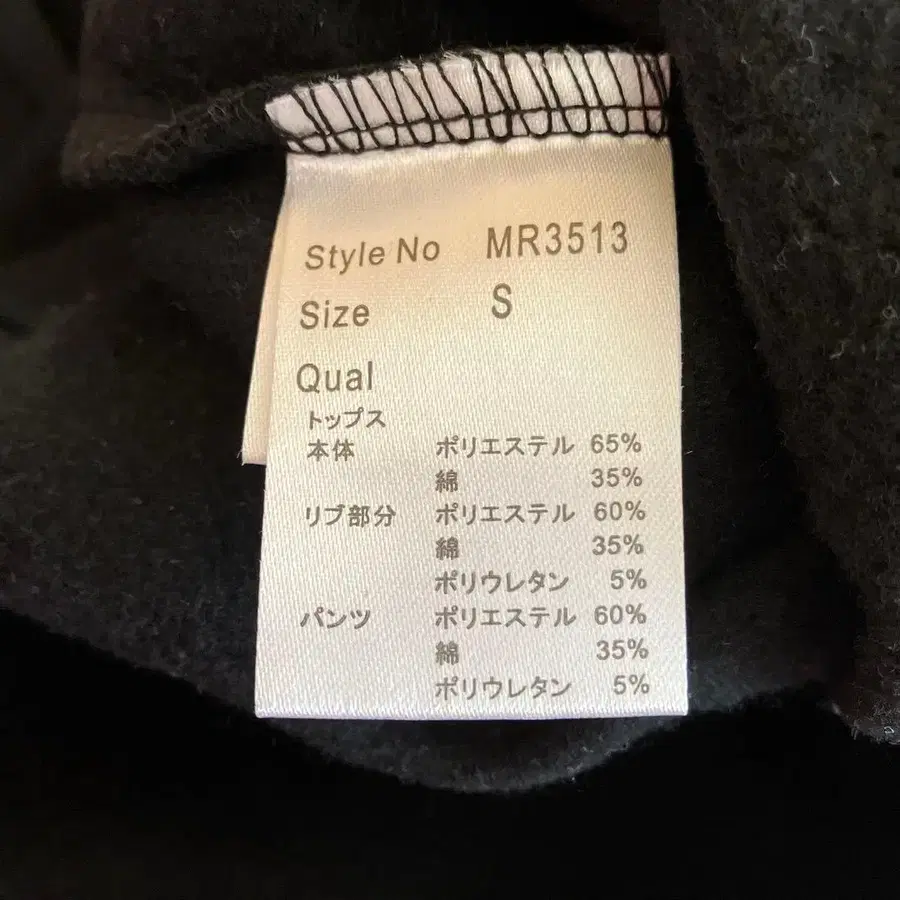 Style No MR3513
Size S
Qual
トップス
本体 ポリエステル 65%
綿 35%
リブ部分 ポリエステル 60%
綿 35%
ポリウレタン 5%
パンツ ポリエステル 60%
綿 35%
ポリウレタン 5%